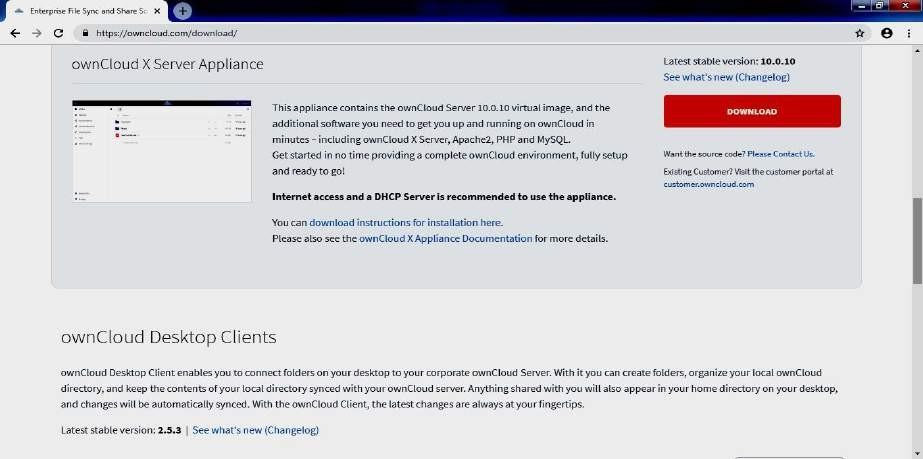 Enterprise File Sync and Share So
https://owncloud.com/download/
ownCloud X Server Appliance
This appliance contains the ownCloud Server 10.0.10 virtual image, and the
additional software you need to get you up and running on ownCloud in
minutes – including ownCloud X Server, Apache2, PHP and MySQL.
Get started in no time providing a complete ownCloud environment, fully setup
and ready to go!
Internet access and a DHCP Server is recommended to use the appliance.
You can download instructions for installation here.
Please also see the ownCloud X Appliance Documentation for more details.
Latest stable version: 10.0.10
See what's new (Changelog)
DOWNLOAD
Want the source code? Please Contact Us.
Existing Customer? Visit the customer portal at
customer.owncloud.com
ownCloud Desktop Clients
ownCloud Desktop Client enables you to connect folders on your desktop to your corporate ownCloud Server. With it you can create folders, organize your local ownCloud
directory, and keep the contents of your local directory synced with your ownCloud server. Anything shared with you will also appear in your home directory on your desktop,
and changes will be automatically synced. With the ownCloud Client, the latest changes are always at your fingertips.
Latest stable version: 2.5.3 | See what's new (Changelog)